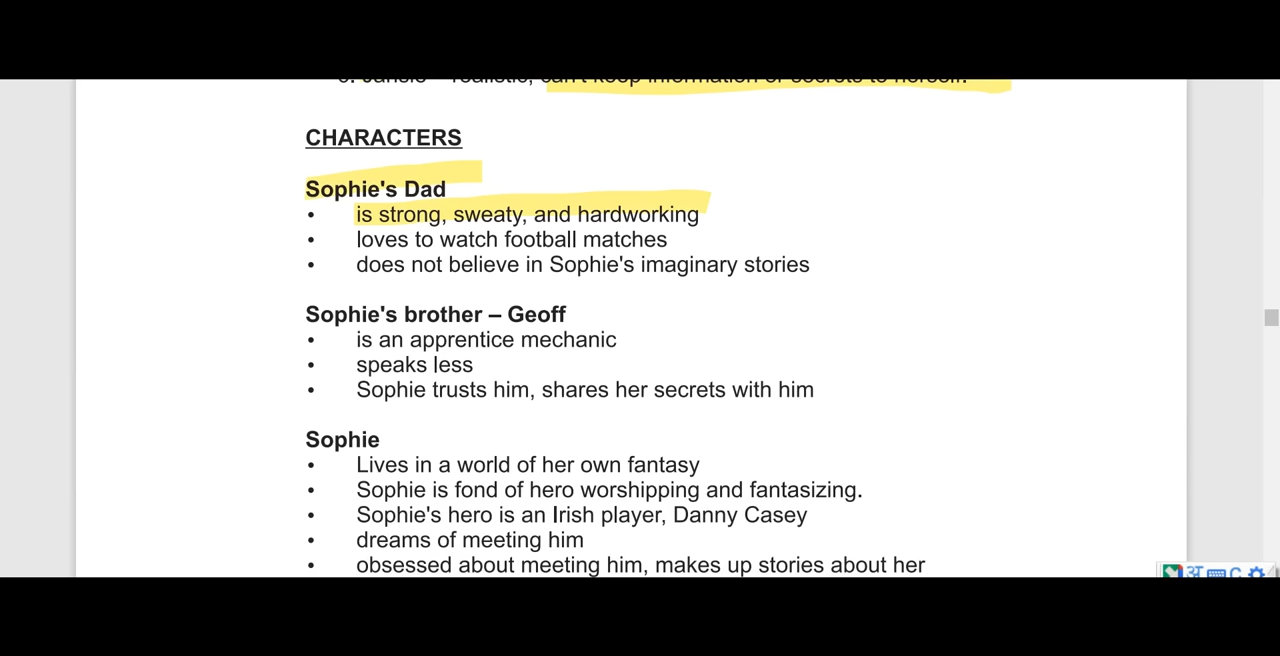 CHARACTERS
Sophie's Dad
• is strong, sweaty, and hardworking
• loves to watch football matches
• does not believe in Sophie's imaginary stories
Sophie's brother – Geoff
• is an apprentice mechanic
• speaks less
• Sophie trusts him, shares her secrets with him
Sophie
• Lives in a world of her own fantasy
• Sophie is fond of hero worshipping and fantasizing.
• Sophie's hero is an Irish player, Danny Casey
• dreams of meeting him
• obsessed about meeting him, makes up stories about her
अ C